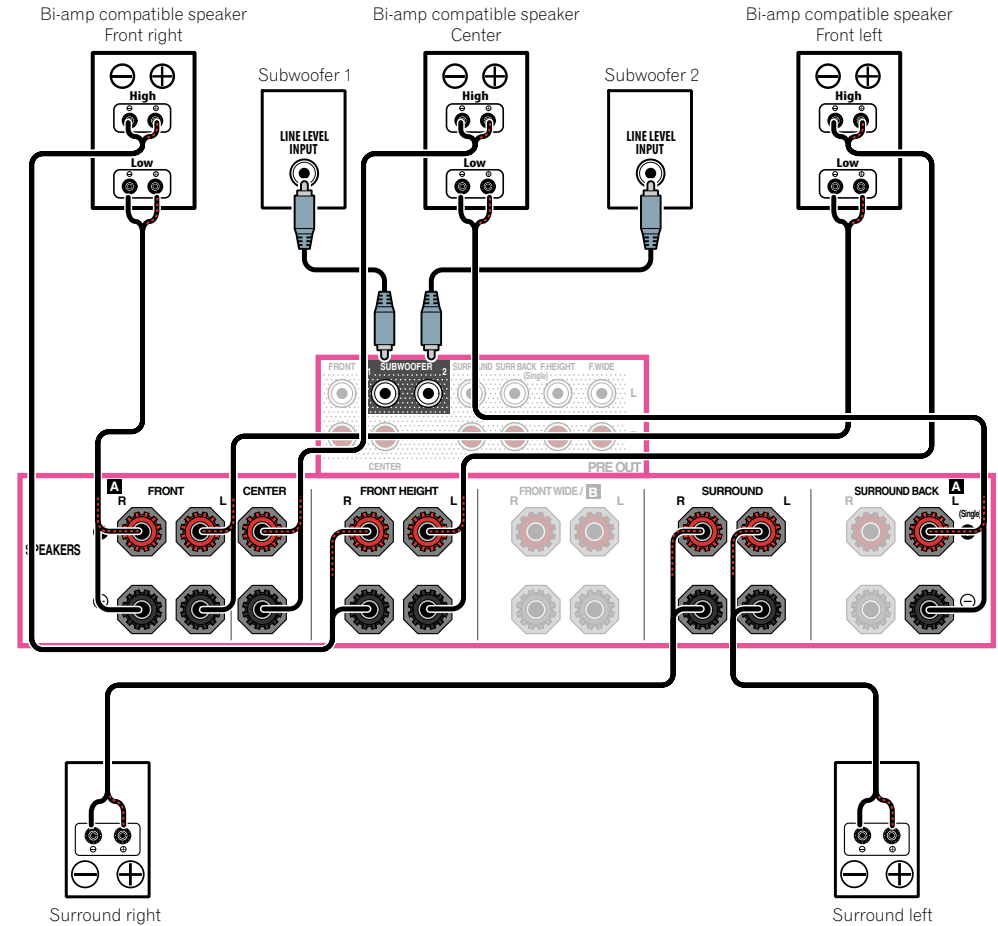 Bi-amp compatible speaker
Front right
Bi-amp compatible speaker
Center
Bi-amp compatible speaker
Front left
Subwoofer 1
Subwoofer 2
High
Low
LINE LEVEL
INPUT
High
Low
LINE LEVEL
INPUT
High
Low
FRONT
1 SUBWOOFER 2
SURR BACK
(Single)
F.HEIGHT
F.WIDE
L
CENTER
PRE OUT
SPEAKERS
A
FRONT
R L
CENTER
FRONT HEIGHT
R L
FRONT WIDE / B
R L
SURROUND
R L
SURROUND BACK A
R L
(Single)
Surround right
Surround left